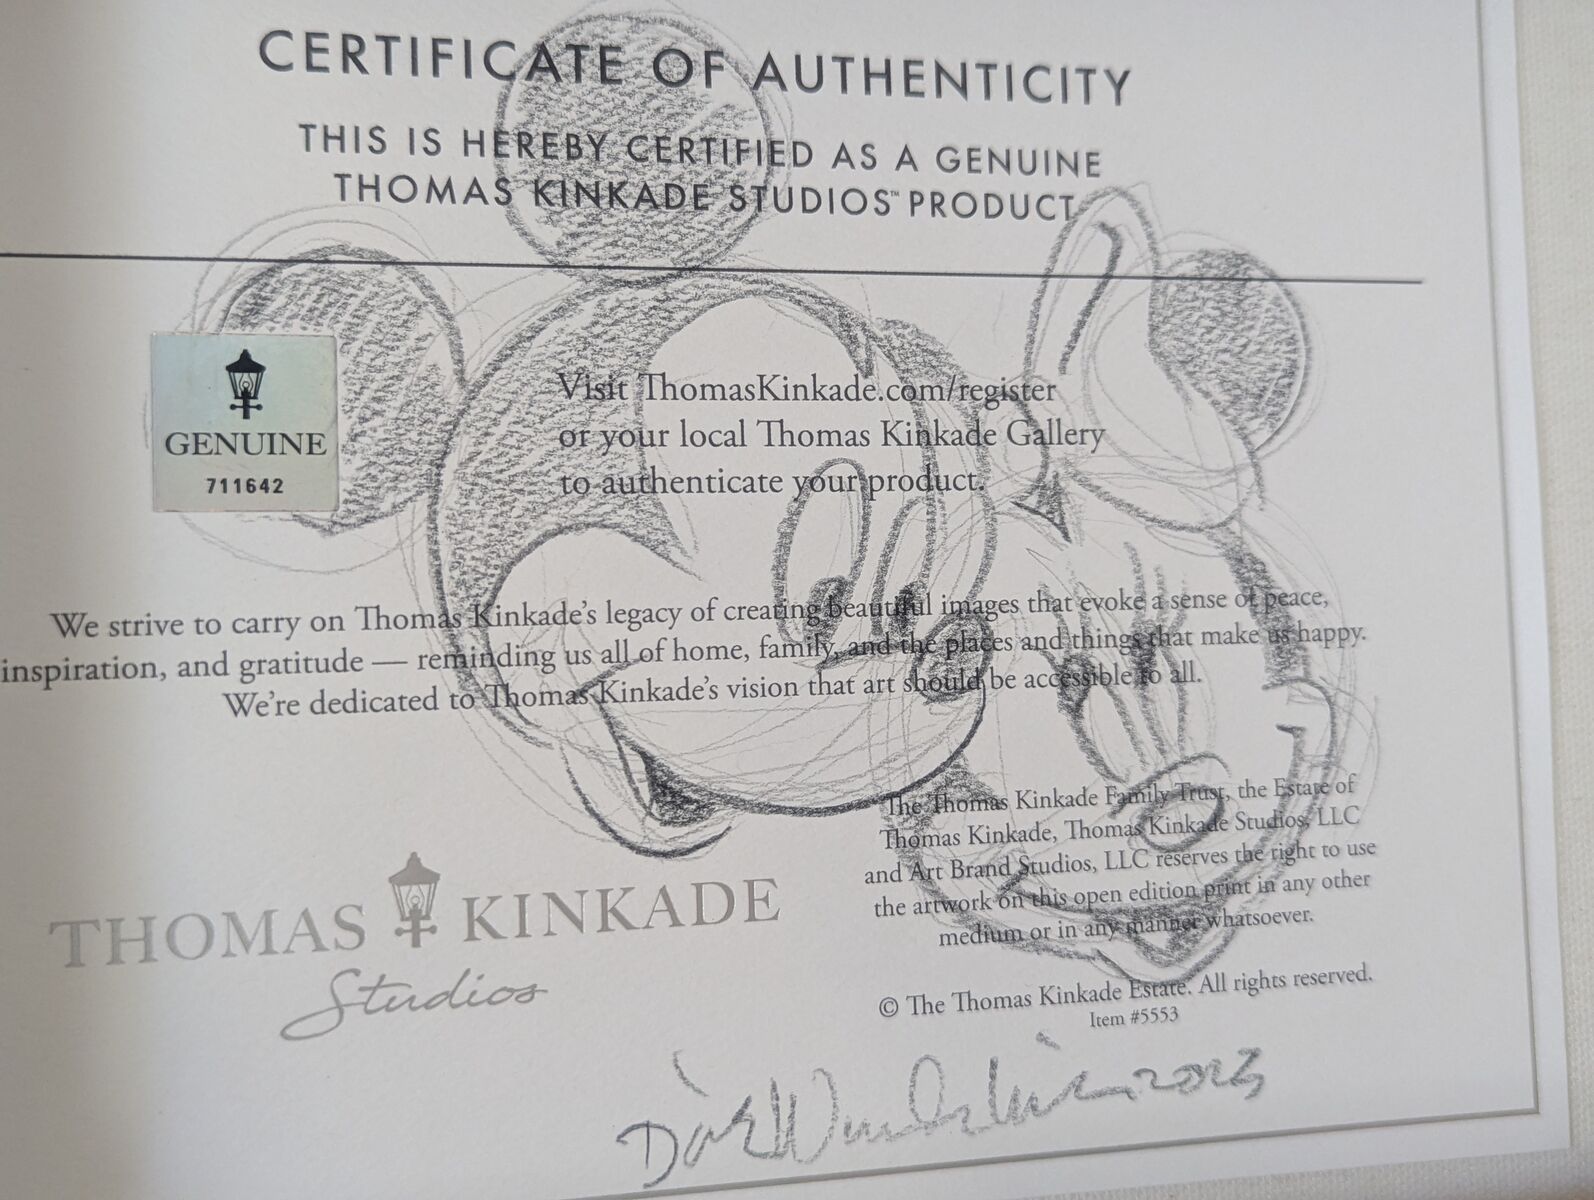 CERTIFICATE OF AUTHENTICITY
THIS IS HEREBY CERTIFIED AS A GENUINE
THOMAS KINKADE STUDIOS™ PRODUCT
GENUINE
711642
Visit ThomasKinkade.com/register
or your local Thomas Kinkade Gallery
to authenticate your product.
We strive to carry on Thomas Kinkade's legacy of creating beautiful images that evoke a sense of peace,
inspiration, and gratitude — reminding us all of home, family, and the places and things that make us happy.
We're dedicated to Thomas Kinkade's vision that art should be accessible to all.
THOMAS KINKADE
Studios
The Thomas Kinkade Family Trust, the Estate of
Thomas Kinkade, Thomas Kinkade Studios, LLC
and Art Brand Studios, LLC reserves the right to use
the artwork on this open edition print in any other
medium or in any manner whatsoever.
© The Thomas Kinkade Estate. All rights reserved.
Item #5553
2023